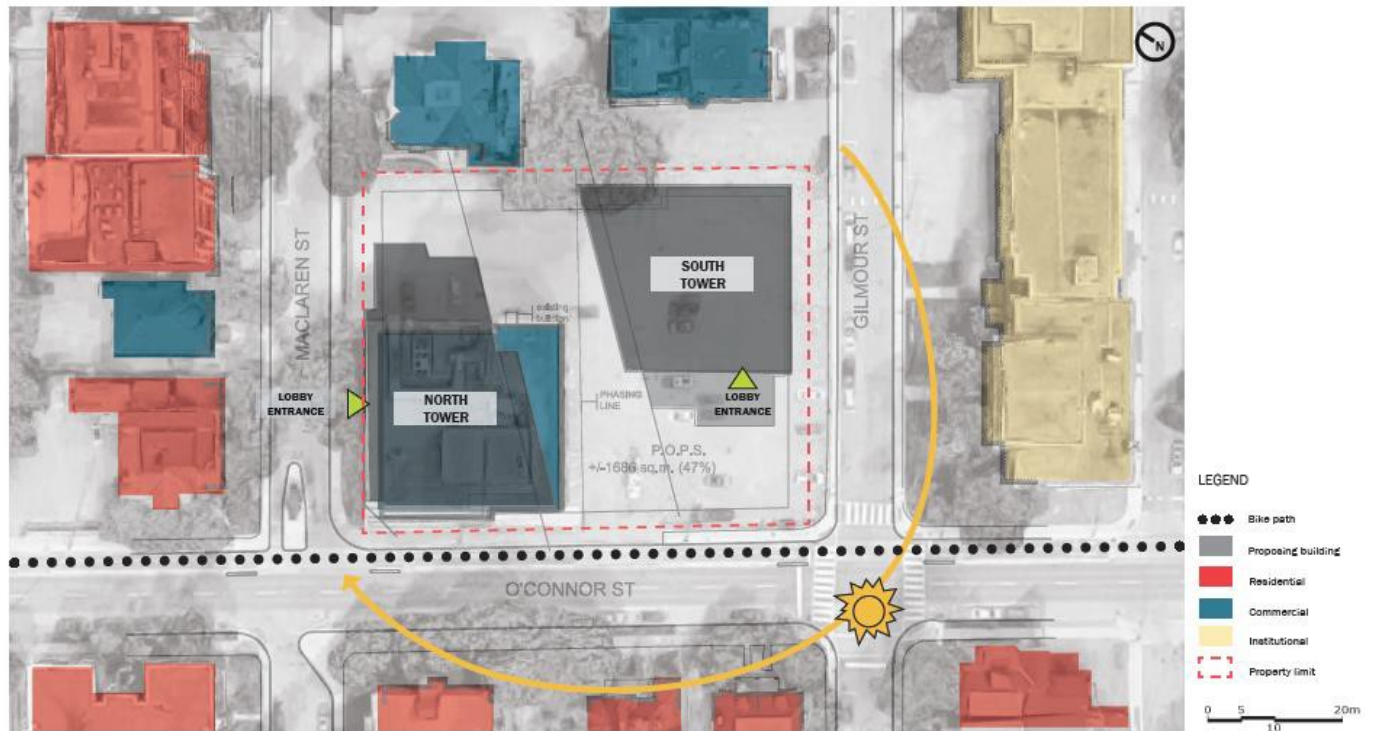 N
MACLAREN ST
GILMOUR ST
SOUTH
TOWER
existing
building
LOBBY
ENTRANCE
NORTH
TOWER
PHASING
LINE
LOBBY
ENTRANCE
P.O.P.S.
+/-1686 sq.m. (47%)
O'CONNOR ST
LEGEND
Bike path
Proposing building
Residential
Commercial
Institutional
Property limit
0 5 20m
10